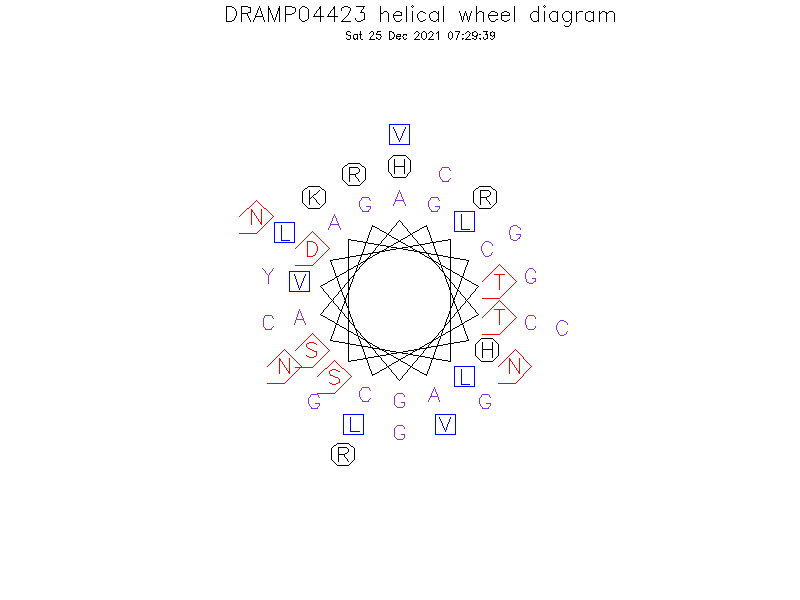 DRAMP04423 helical wheel diagram
Sat 25 Dec 2021 07:29:39
V
R H C
K A R
N G G
L A L
D C G
Y V T G
C A T C C
S H
N S N
G C G A L G
L G V
R